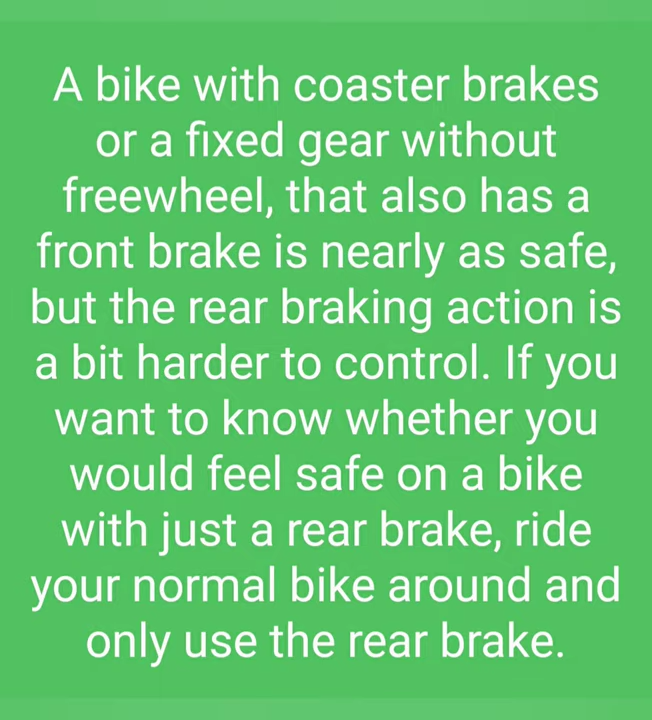 A bike with coaster brakes
or a fixed gear without
freewheel, that also has a
front brake is nearly as safe,
but the rear braking action is
a bit harder to control. If you
want to know whether you
would feel safe on a bike
with just a rear brake, ride
your normal bike around and
only use the rear brake.